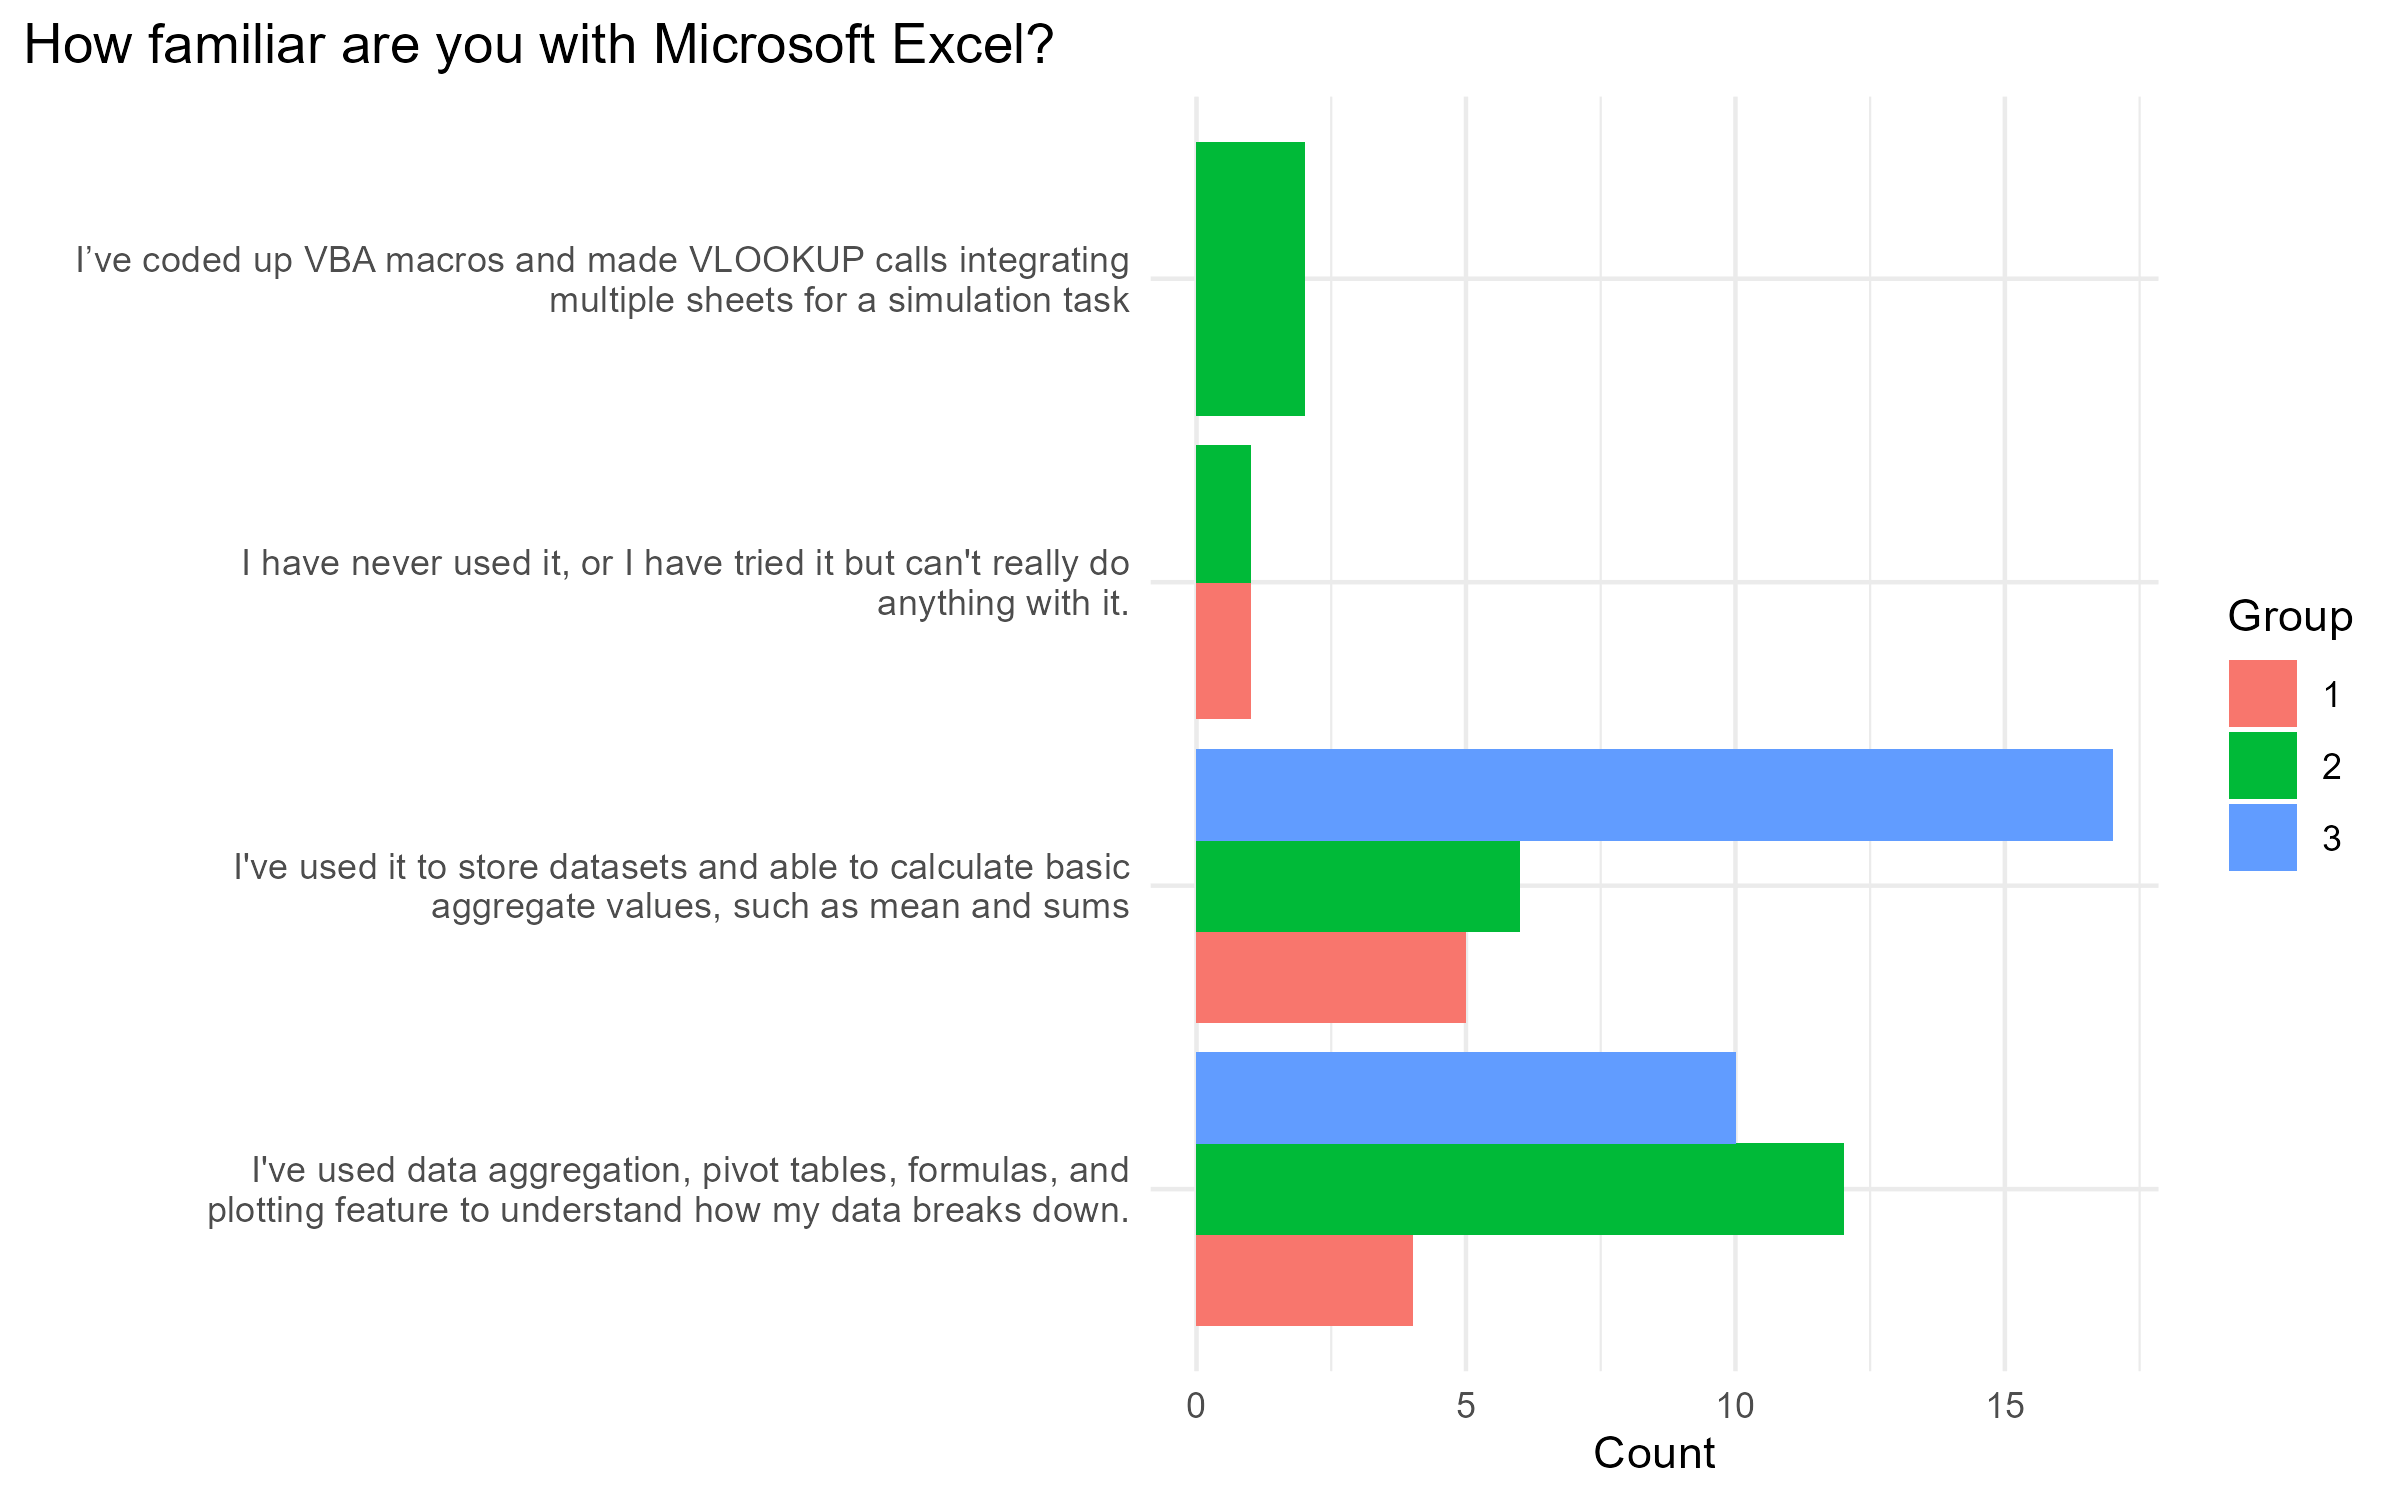 How familiar are you with Microsoft Excel?
I’ve coded up VBA macros and made VLOOKUP calls integrating
multiple sheets for a simulation task
I have never used it, or I have tried it but can't really do
anything with it.
I've used it to store datasets and able to calculate basic
aggregate values, such as mean and sums
I've used data aggregation, pivot tables, formulas, and
plotting feature to understand how my data breaks down.
0
5
10
15
Count
Group
1
2
3